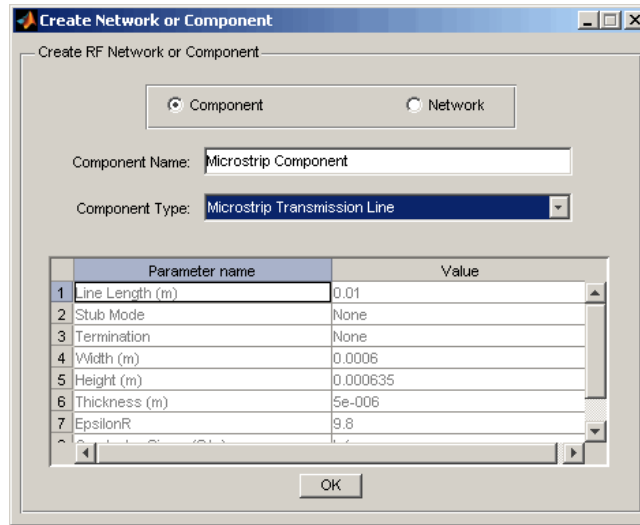 Create Network or Component
Create RF Network or Component
Component Network
Component Name: Microstrip Component
Component Type: Microstrip Transmission Line
Parameter name Value
1 Line Length (m) 0.01
2 Stub Mode None
3 Termination None
4 Width (m) 0.0006
5 Height (m) 0.000635
6 Thickness (m) 5e-006
7 EpsilonR 9.8
OK